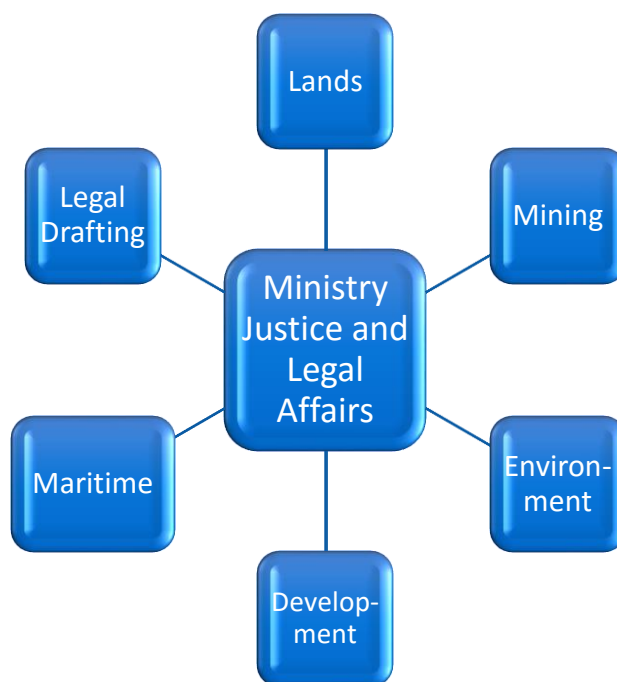 Lands
Legal
Drafting
Mining
Ministry
Justice and
Legal
Affairs
Maritime
Environ-
ment
Develop-
ment